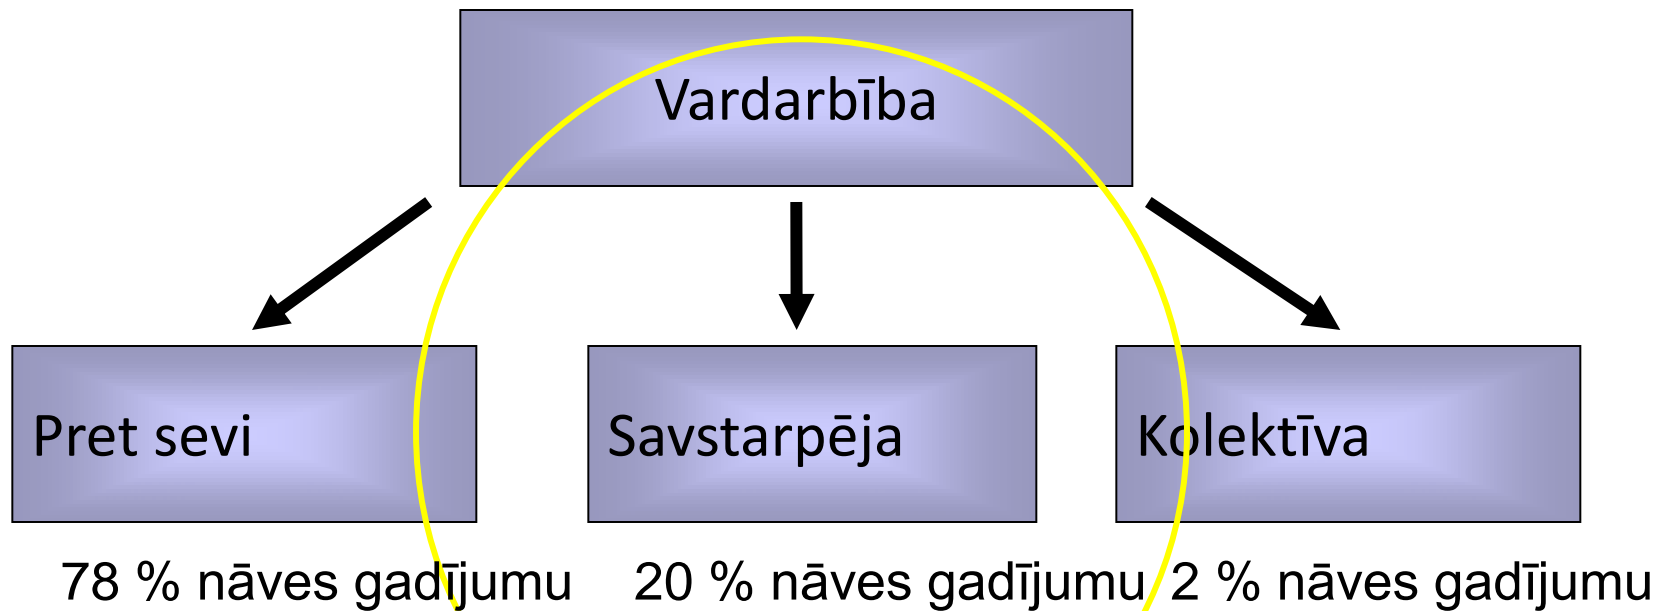 Vardarbība
Pret sevi
Savstarpēja
Kolektīva
78 % nāves gadījumu
20 % nāves gadījumu
2 % nāves gadījumu